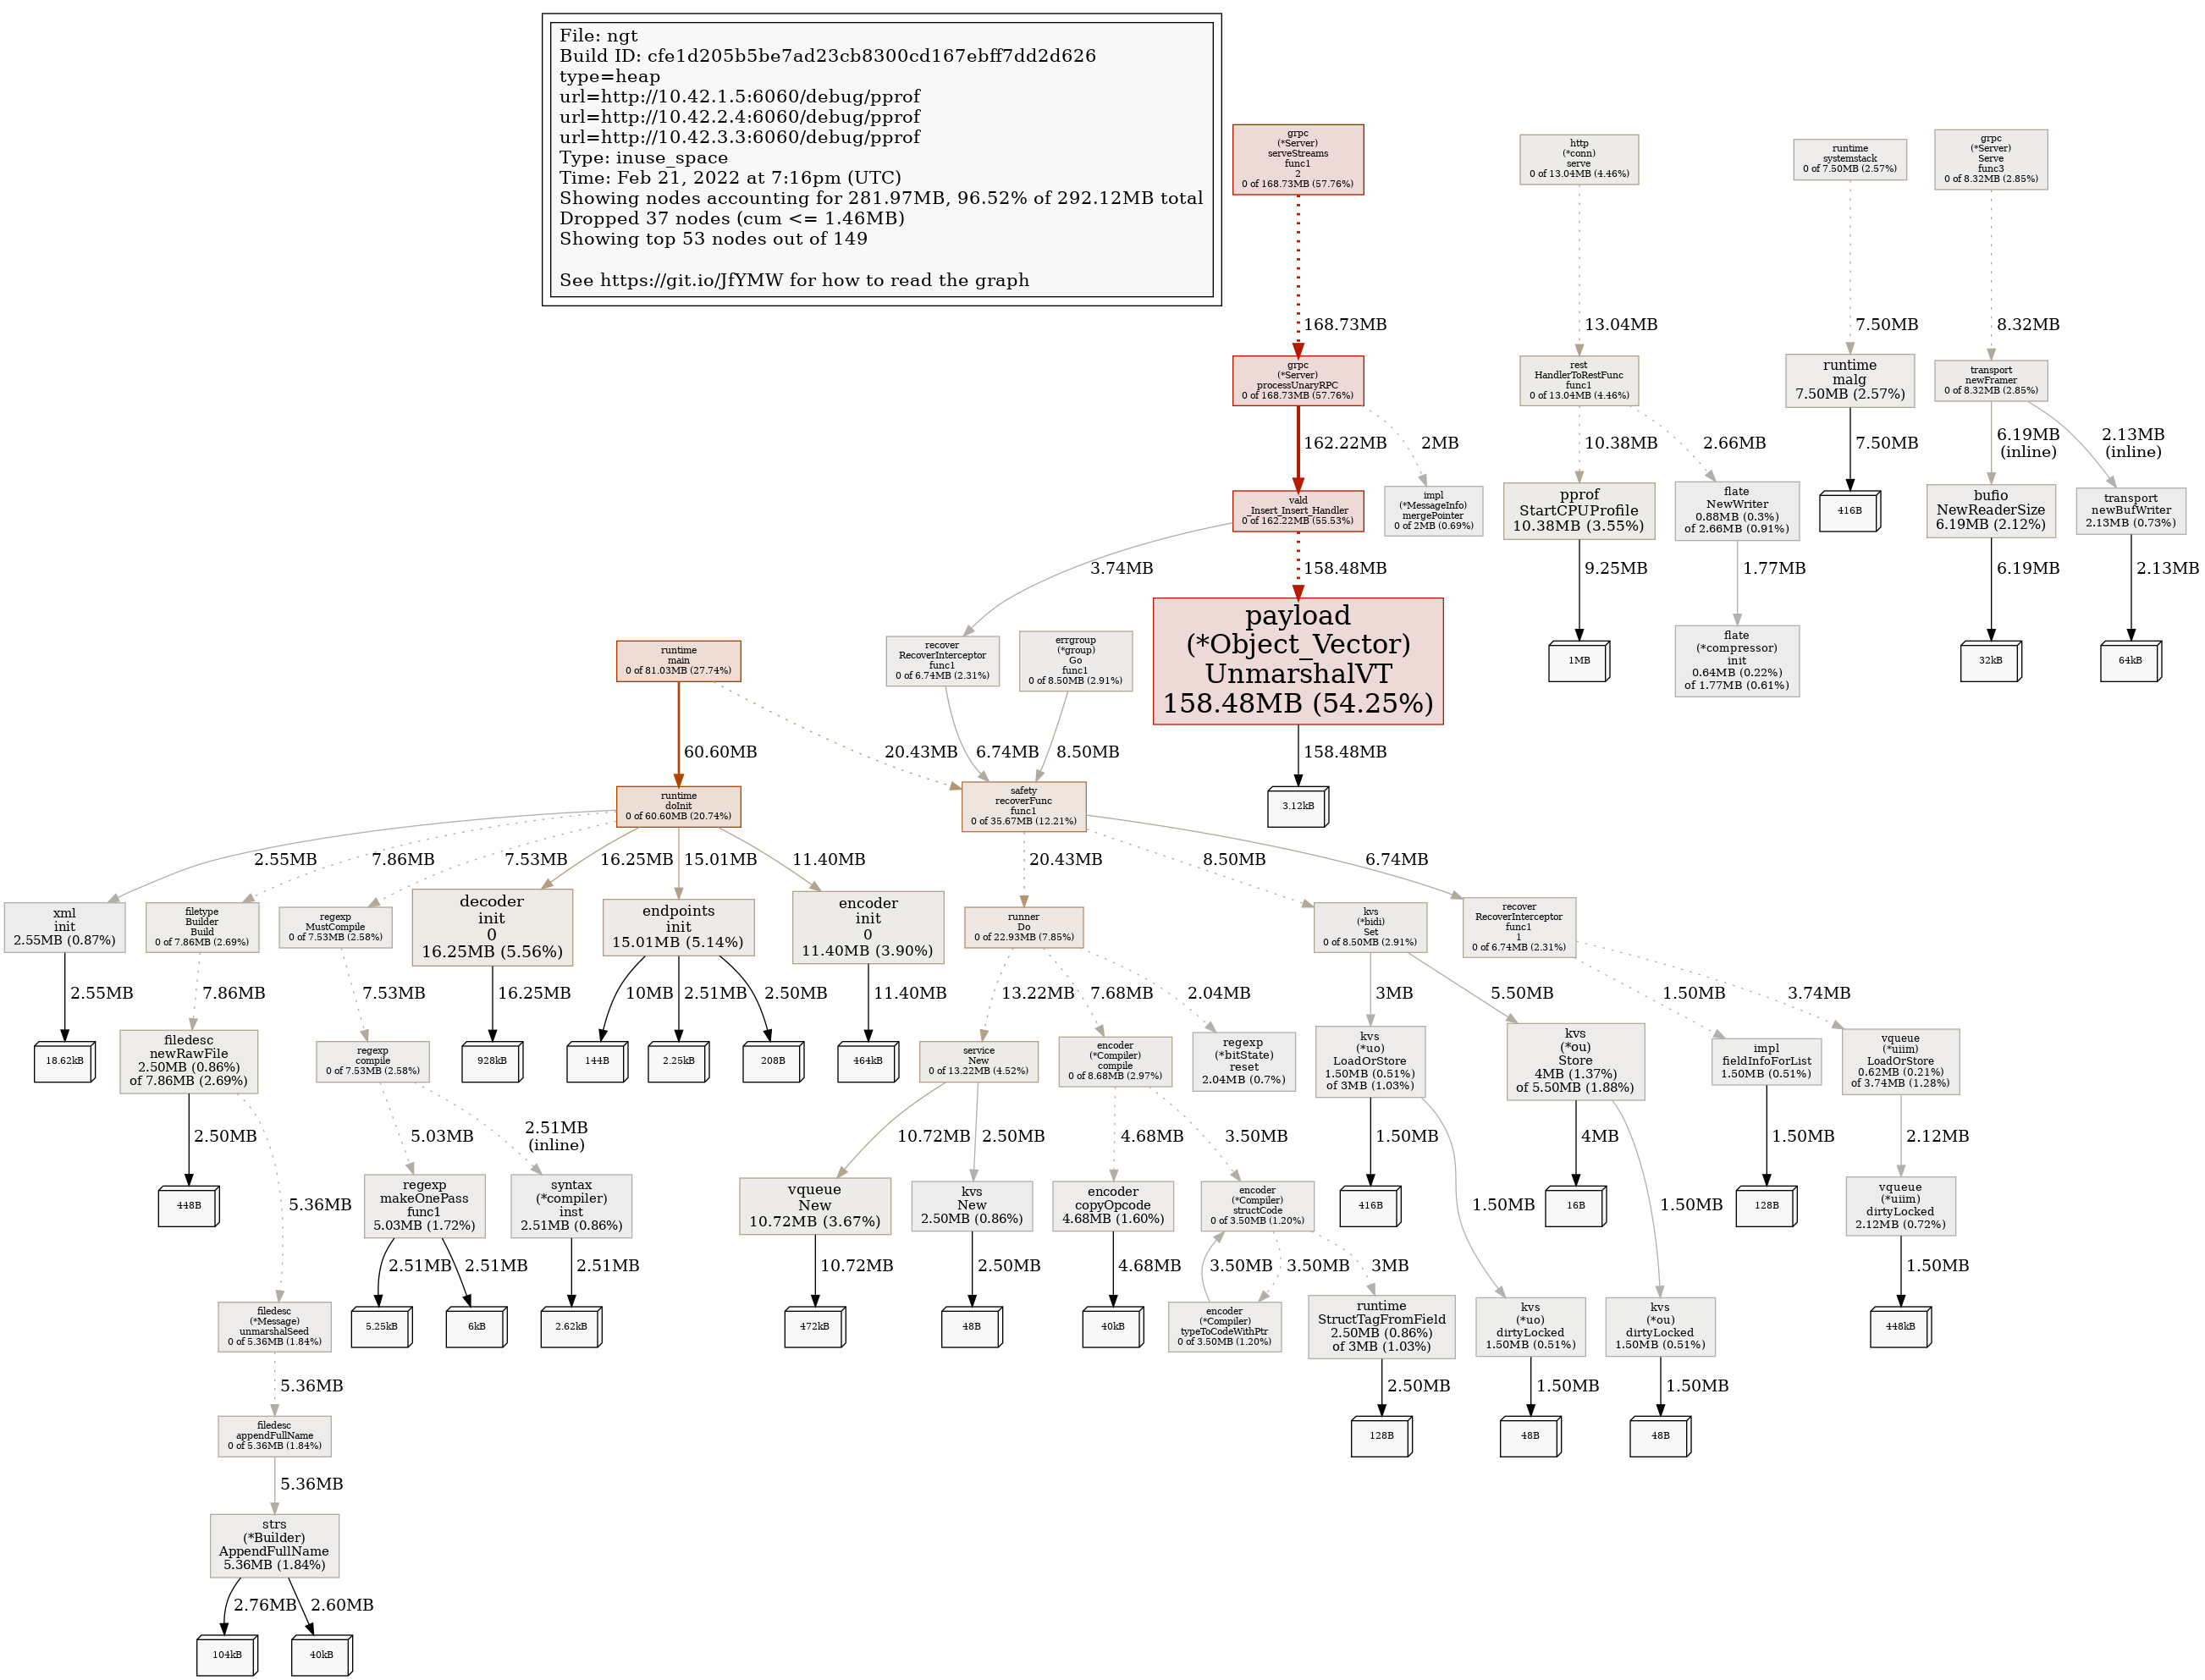 File: ngt
Build ID: cfe1d205b5be7ad23cb8300cd167ebff7dd2d626
type=heap
url=http://10.42.1.5:6060/debug/pprof
url=http://10.42.2.4:6060/debug/pprof
url=http://10.42.3.3:6060/debug/pprof
Type: inuse_space
Time: Feb 21, 2022 at 7:16pm (UTC)
Showing nodes accounting for 281.97MB, 96.52% of 292.12MB total
Dropped 37 nodes (cum <= 1.46MB)
Showing top 53 nodes out of 149
See https://git.io/JfYMW for how to read the graph
grpc
(*Server)
serveStreams
func1
2
0 of 168.73MB (57.76%)
http
(*conn)
serve
0 of 13.04MB (4.46%)
runtime
systemstack
0 of 7.50MB (2.57%)
grpc
(*Server)
Serve
func3
0 of 8.32MB (2.85%)
168.73MB
13.04MB
7.50MB
8.32MB
grpc
(*Server)
processUnaryRPC
0 of 168.73MB (57.76%)
rest
HandlerToRestFunc
func1
0 of 13.04MB (4.46%)
runtime
malg
7.50MB (2.57%)
transport
newFramer
0 of 8.32MB (2.85%)
162.22MB
2MB
10.38MB
2.66MB
7.50MB
6.19MB
(inline)
2.13MB
(inline)
vald
_Insert_Insert_Handler
0 of 162.22MB (55.53%)
impl
(*MessageInfo)
mergePointer
0 of 2MB (0.69%)
pprof
StartCPUProfile
10.38MB (3.55%)
flate
NewWriter
0.88MB (0.3%)
of 2.66MB (0.91%)
416B
bufio
NewReaderSize
6.19MB (2.12%)
transport
newBufWriter
2.13MB (0.73%)
3.74MB
158.48MB
9.25MB
1.77MB
6.19MB
2.13MB
runtime
main
0 of 81.03MB (27.74%)
recover
RecoverInterceptor
func1
0 of 6.74MB (2.31%)
errgroup
(*group)
Go
func1
0 of 8.50MB (2.91%)
payload
(*Object_Vector)
UnmarshalVT
158.48MB (54.25%)
1MB
flate
(*compressor)
init
0.64MB (0.22%)
of 1.77MB (0.61%)
32kB
64kB
60.60MB
20.43MB
6.74MB
8.50MB
158.48MB
runtime
doInit
0 of 60.60MB (20.74%)
safety
recoverFunc
func1
0 of 35.67MB (12.21%)
3.12kB
2.55MB
7.86MB
7.53MB
16.25MB
15.01MB
11.40MB
20.43MB
8.50MB
6.74MB
xml
init
2.55MB (0.87%)
filetype
Builder
Build
0 of 7.86MB (2.69%)
regexp
MustCompile
0 of 7.53MB (2.58%)
decoder
init
0
16.25MB (5.56%)
endpoints
init
15.01MB (5.14%)
encoder
init
0
11.40MB (3.90%)
runner
Do
0 of 22.93MB (7.85%)
kvs
(*bidi)
Set
0 of 8.50MB (2.91%)
recover
RecoverInterceptor
func1
1
0 of 6.74MB (2.31%)
2.55MB
7.86MB
7.53MB
16.25MB
10MB
2.51MB
2.50MB
11.40MB
13.22MB
7.68MB
2.04MB
3MB
5.50MB
1.50MB
3.74MB
18.62kB
filedesc
newRawFile
2.50MB (0.86%)
of 7.86MB (2.69%)
regexp
compile
0 of 7.53MB (2.58%)
928kB
144B
2.25kB
208B
464kB
service
New
0 of 13.22MB (4.52%)
encoder
(*Compiler)
compile
0 of 8.68MB (2.97%)
regexp
(*bitState)
reset
2.04MB (0.7%)
kvs
(*uo)
LoadOrStore
1.50MB (0.51%)
of 3MB (1.03%)
kvs
(*ou)
Store
4MB (1.37%)
of 5.50MB (1.88%)
impl
fieldInfoForList
1.50MB (0.51%)
vqueue
(*uiim)
LoadOrStore
0.62MB (0.21%)
of 3.74MB (1.28%)
2.50MB
5.36MB
5.03MB
2.51MB
(inline)
10.72MB
2.50MB
4.68MB
3.50MB
1.50MB
1.50MB
4MB
1.50MB
1.50MB
2.12MB
448B
regexp
makeOnePass
func1
5.03MB (1.72%)
syntax
(*compiler)
inst
2.51MB (0.86%)
vqueue
New
10.72MB (3.67%)
kvs
New
2.50MB (0.86%)
encoder
copyOpcode
4.68MB (1.60%)
encoder
(*Compiler)
structCode
0 of 3.50MB (1.20%)
416B
16B
128B
vqueue
(*uiim)
dirtyLocked
2.12MB (0.72%)
2.51MB
2.51MB
2.51MB
10.72MB
2.50MB
4.68MB
3.50MB
3.50MB
3MB
1.50MB
filedesc
(*Message)
unmarshalSeed
0 of 5.36MB (1.84%)
5.25kB
6kB
2.62kB
472kB
48B
40kB
encoder
(*Compiler)
typeToCodeWithPtr
0 of 3.50MB (1.20%)
runtime
StructTagFromField
2.50MB (0.86%)
of 3MB (1.03%)
kvs
(*uo)
dirtyLocked
1.50MB (0.51%)
kvs
(*ou)
dirtyLocked
1.50MB (0.51%)
448kB
5.36MB
2.50MB
1.50MB
1.50MB
filedesc
appendFullName
0 of 5.36MB (1.84%)
128B
48B
48B
5.36MB
strs
(*Builder)
AppendFullName
5.36MB (1.84%)
2.76MB
2.60MB
104kB
40kB